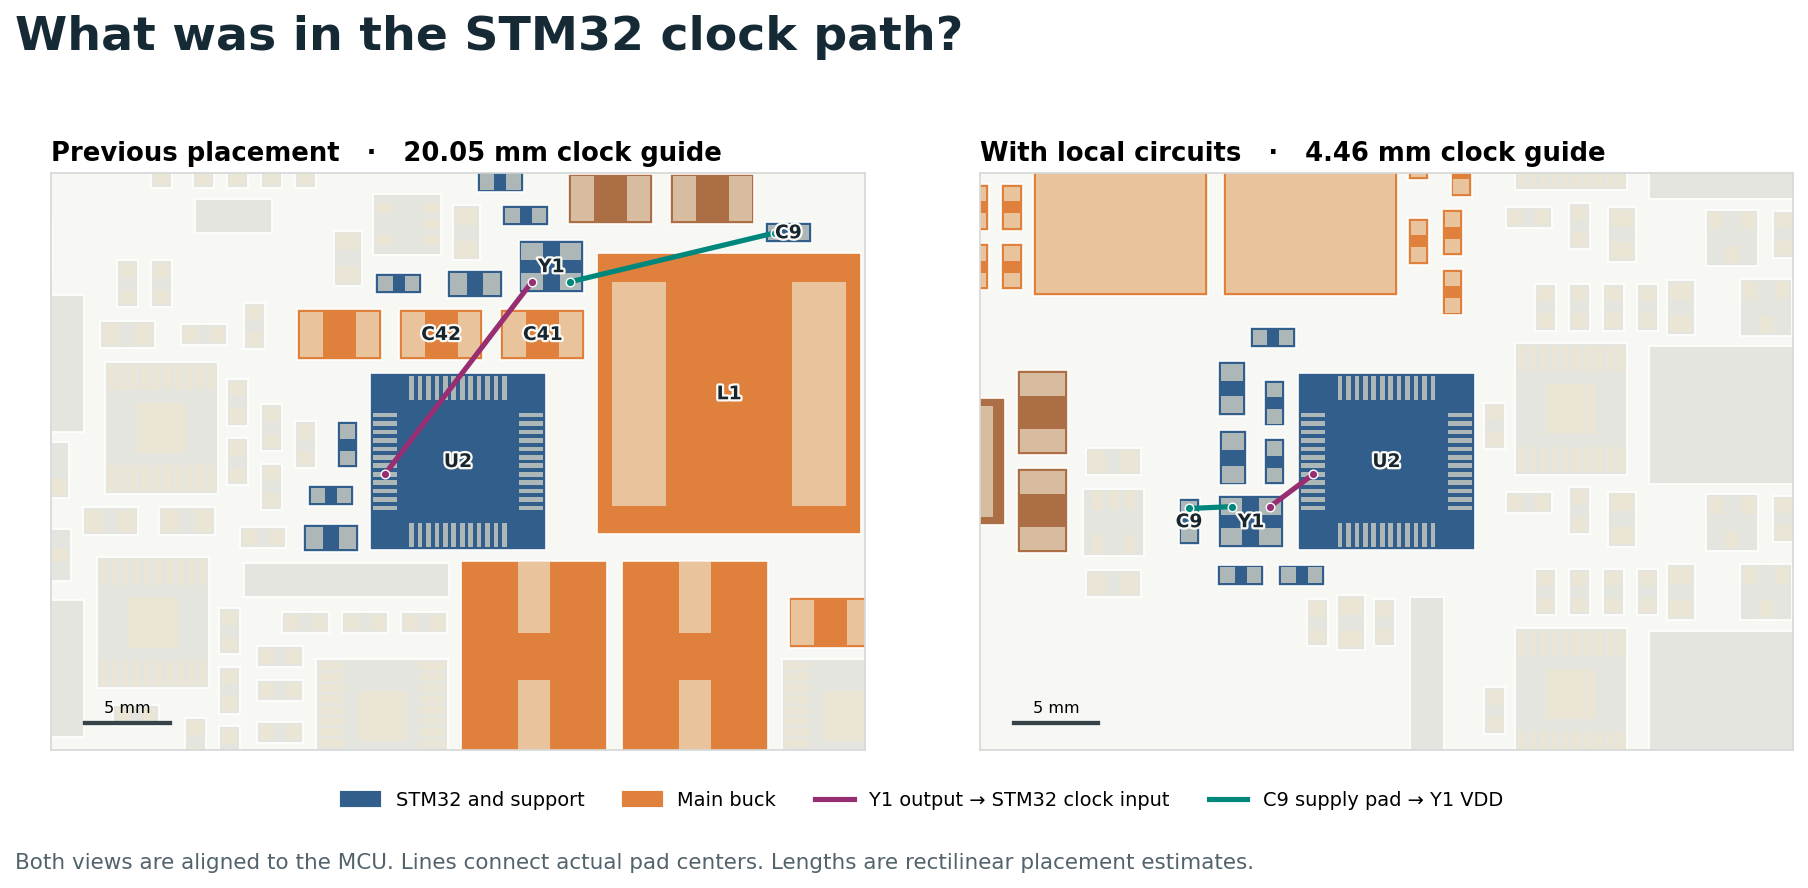 What was in the STM32 clock path?
Previous placement · 20.05 mm clock guide
With local circuits · 4.46 mm clock guide
C9
Y1
C42
C41
L1
U2
5 mm
U2
C9
Y1
5 mm
STM32 and support
Main buck
Y1 output → STM32 clock input
C9 supply pad → Y1 VDD
Both views are aligned to the MCU. Lines connect actual pad centers. Lengths are rectilinear placement estimates.